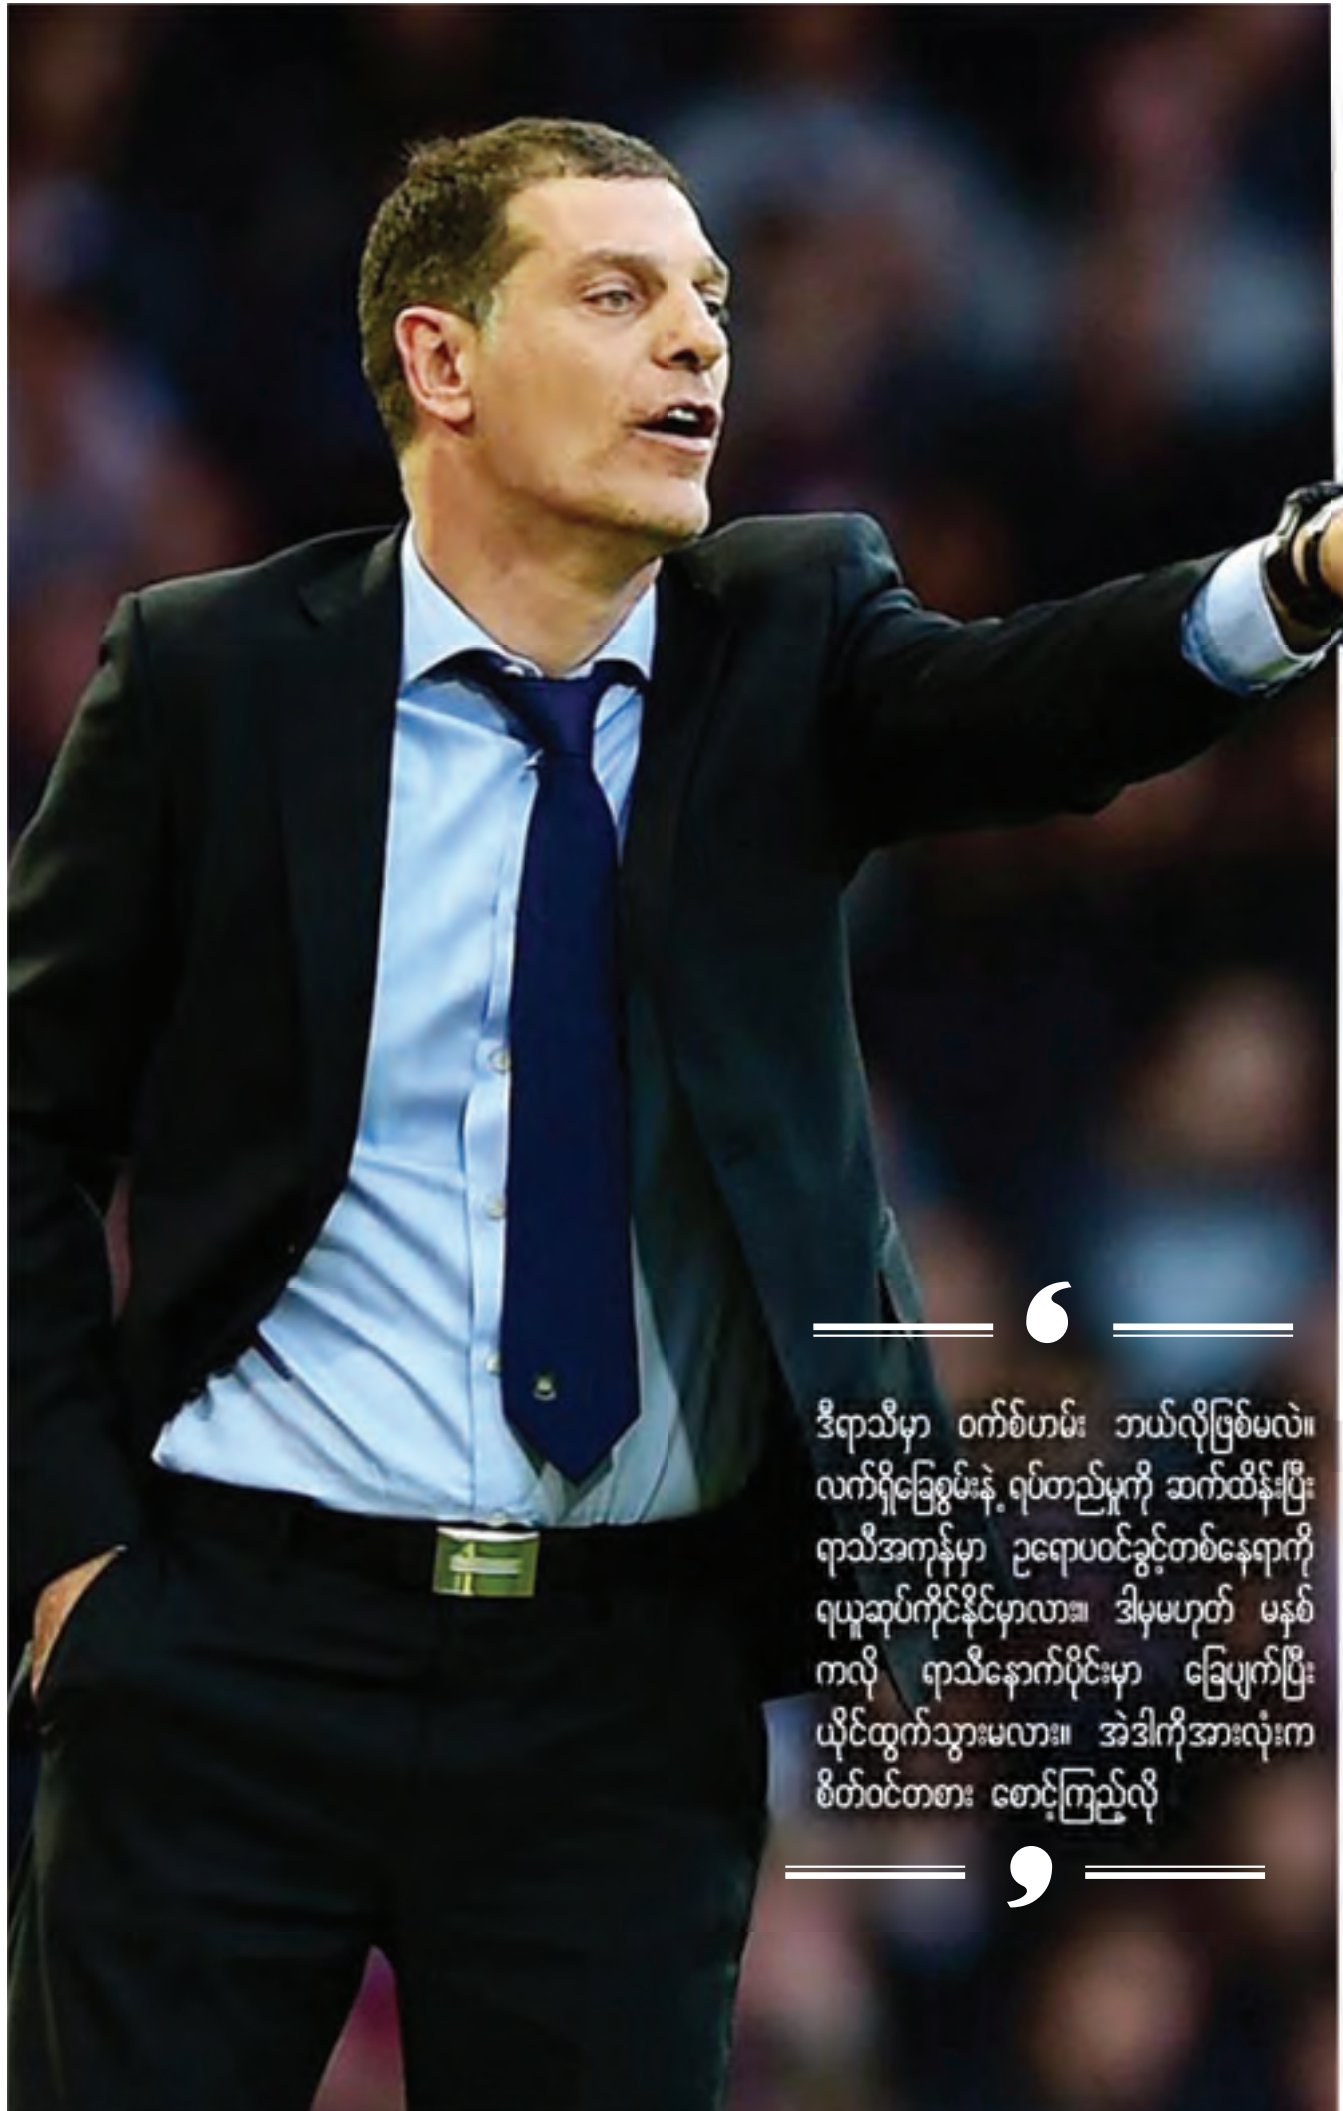 ‘
ဒီရာသီမှာ ဝက်စ်ဟမ်း ဘယ်လိုဖြစ်မလဲ။
လက်ရှိခြေစွမ်းနဲ့ ရပ်တည်မှုကို ဆက်ထိန်းပြီး
ရာသီအကုန်မှာ ဥရောပဝင်ခွင့်တစ်နေရာကို
ရယူဆုပ်ကိုင်နိုင်မှာလား။ ဒါမှမဟုတ် မနှစ်
ကလို ရာသီနောက်ပိုင်းမှာ ခြေပျက်ပြီး
ယိုင်ထွက်သွားမလား။ အဲဒါကိုအားလုံးက
စိတ်ဝင်တစား စောင့်ကြည့်လို
’